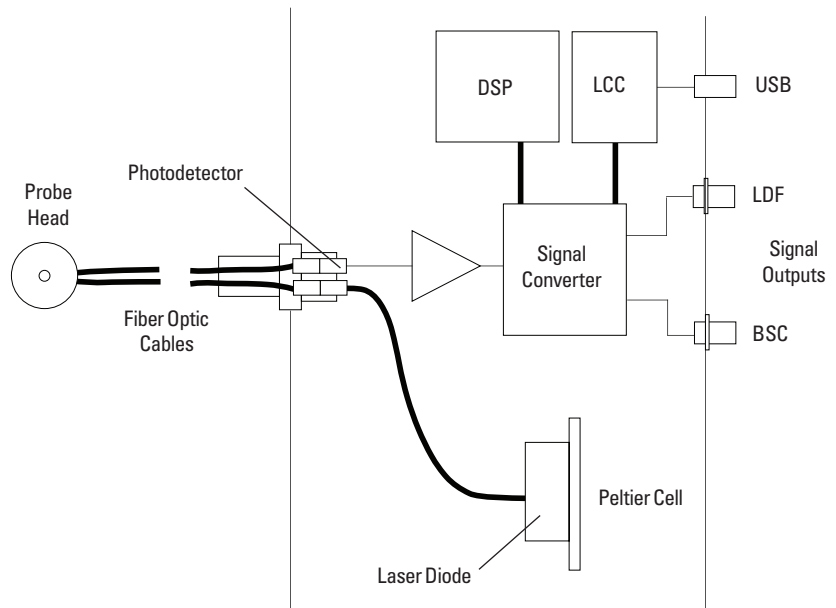 DSP
LCC
USB
Photodetector
Probe
Head
LDF
Signal
Converter
Signal
Outputs
Fiber Optic
Cables
BSC
Peltier Cell
Laser Diode